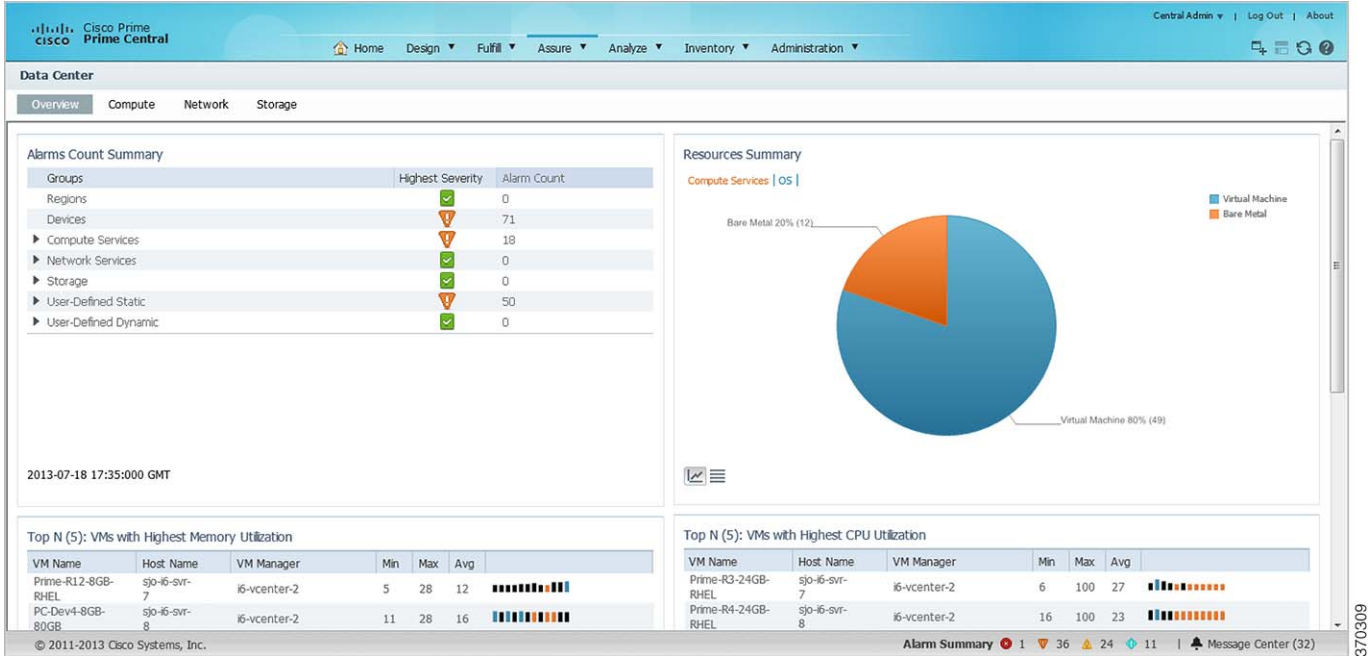 Central Admin ▼ | Log Out | About
Cisco Prime
CISCO Prime Central
Home Design ▼ Fulfill ▼ Assure ▼ Analyze ▼ Inventory ▼ Administration ▼
Data Center
Overview Compute Network Storage
Alarms Count Summary
Groups Highest Severity Alarm Count
Regions 0
Devices 71
Compute Services 18
Network Services 0
Storage 0
User-Defined Static 50
User-Defined Dynamic 0
2013-07-18 17:35:000 GMT
Resources Summary
Compute Services | OS |
Virtual Machine
Bare Metal
Bare Metal 20% (12)
Virtual Machine 80% (49)
Top N (5): VMs with Highest Memory Utilization
VM Name Host Name VM Manager Min Max Avg
Prime-R12-8GB-RHEL sjo-i6-svr-7 i6-vcenter-2 5 28 12
PC-Dev4-8GB-80GB sjo-i6-svr-8 i6-vcenter-2 11 28 16
Top N (5): VMs with Highest CPU Utilization
VM Name Host Name VM Manager Min Max Avg
Prime-R3-24GB-RHEL sjo-i6-svr-7 i6-vcenter-2 6 100 27
Prime-R4-24GB-RHEL sjo-i6-svr-8 i6-vcenter-2 16 100 23
© 2011-2013 Cisco Systems, Inc.
Alarm Summary 1 36 24 11 | Message Center (32)
370309